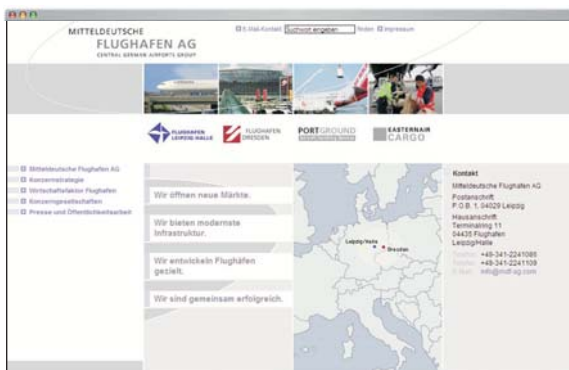 MITTELDEUTSCHE
FLUGHAFEN AG
CENTRAL GERMAN AIRPORTS GROUP
E-Mail-Kontakt Suchwort eingeben finden Impressum
FLUGHAFEN
LEIPZIG-HALLE
FLUGHAFEN
DRESDEN
PORTGROUND
EASTERNAIR
CARGO
Mitteldeutsche Flughafen AG
Konzernstrategie
Wirtschaftsfaktor Flughafen
Konzerngesellschaften
Presse und Öffentlichkeitsarbeit
Wir öffnen neue Märkte.
Wir bieten modernste
Infrastruktur.
Wir entwickeln Flughäfen
gezielt.
Wir sind gemeinsam erfolgreich.
Leipzig/Halle
Dresden
Kontakt
Mitteldeutsche Flughafen AG
Postanschrift:
P.O.B. 1, 04029 Leipzig
Hausanschrift:
Terminalring 11
04435 Flughafen
Leipzig/Halle
+49-341-2241086
+49-341-2241109
E-Mail: info@mdf-ag.com